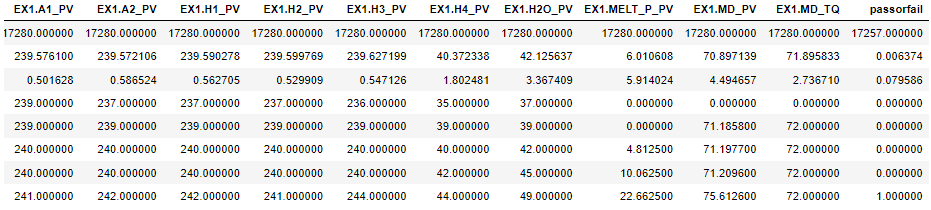 EX1.A1_PV EX1.A2_PV EX1.H1_PV EX1.H2_PV EX1.H3_PV EX1.H4_PV EX1.H2O_PV EX1.MELT_P_PV EX1.MD_PV EX1.MD_TQ passorfail
17280.000000 17280.000000 17280.000000 17280.000000 17280.000000 17280.000000 17280.000000 17280.000000 17280.000000 17280.000000 17257.000000
239.576100 239.572106 239.590278 239.599769 239.627199 40.372338 42.125637 6.010608 70.897139 71.895833 0.006374
0.501628 0.586524 0.562705 0.529909 0.547126 1.802481 3.367409 5.914024 4.494657 2.736710 0.079586
239.000000 237.000000 237.000000 237.000000 236.000000 35.000000 37.000000 0.000000 0.000000 0.000000 0.000000
239.000000 239.000000 239.000000 239.000000 239.000000 39.000000 39.000000 0.000000 71.185800 72.000000 0.000000
240.000000 240.000000 240.000000 240.000000 240.000000 40.000000 42.000000 4.812500 71.197700 72.000000 0.000000
240.000000 240.000000 240.000000 240.000000 240.000000 42.000000 45.000000 10.062500 71.209600 72.000000 0.000000
241.000000 242.000000 242.000000 241.000000 244.000000 44.000000 49.000000 22.662500 75.612600 72.000000 1.000000